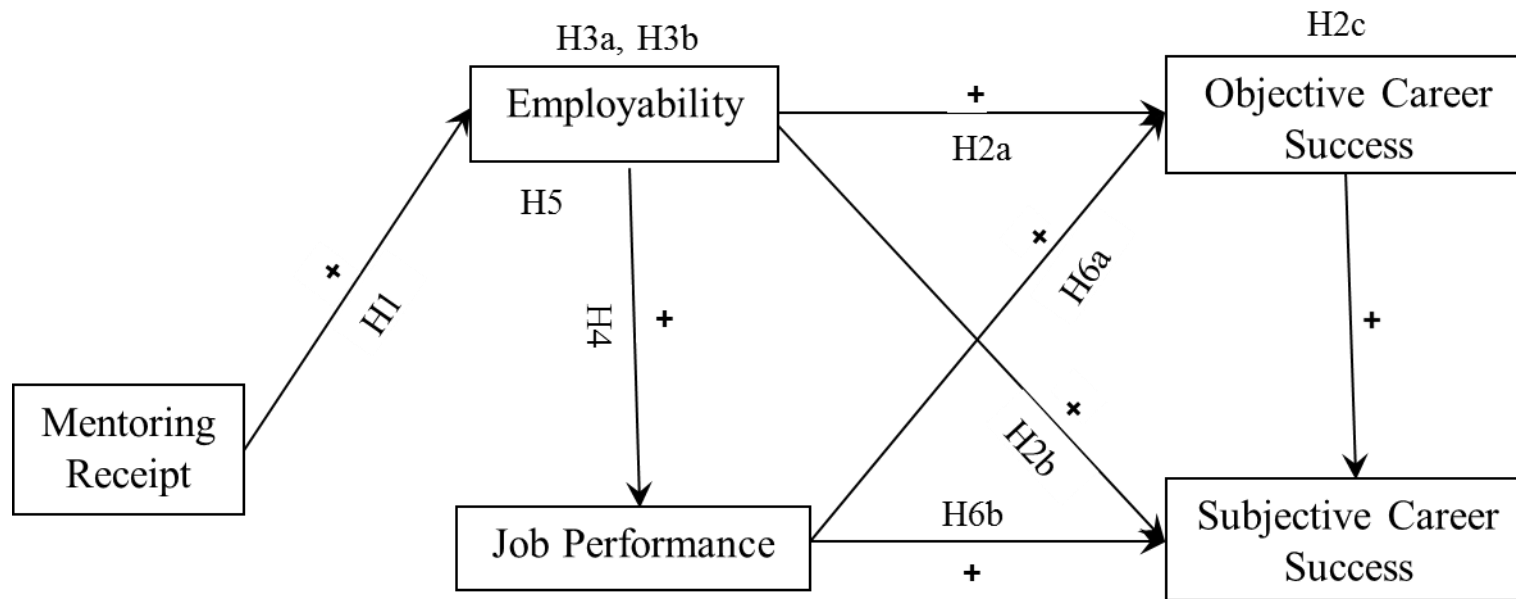 H3a, H3b
H2c
Employability
Objective Career
Success
+
H2a
H5
+
H6a
+
H1
H4
+
+
Mentoring
Receipt
+
H2b
Job Performance
H6b
+
Subjective Career
Success